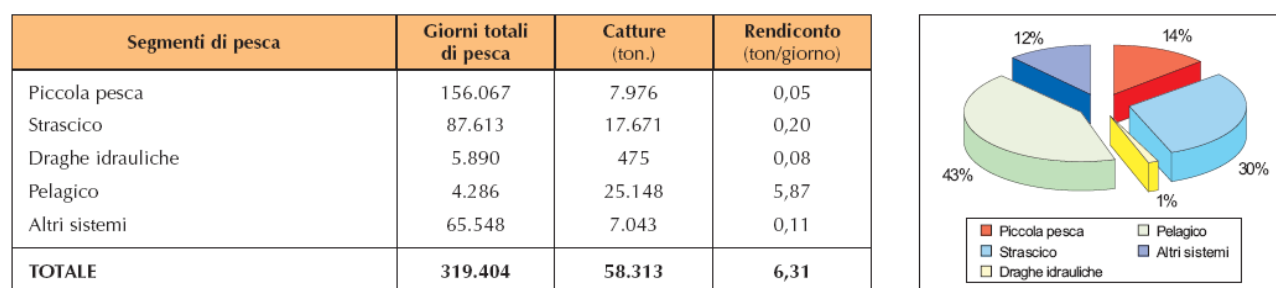 Segmenti di pesca Giorni totali di pesca Catture (ton.) Rendiconto (ton/giorno)
Piccola pesca 156.067 7.976 0,05
Strascico 87.613 17.671 0,20
Draghe idrauliche 5.890 475 0,08
Pelagico 4.286 25.148 5,87
Altri sistemi 65.548 7.043 0,11
TOTALE 319.404 58.313 6,31
12% 14%
43% 30%
1%
Piccola pesca Pelagico
Strascico Altri sistemi
Draghe idrauliche